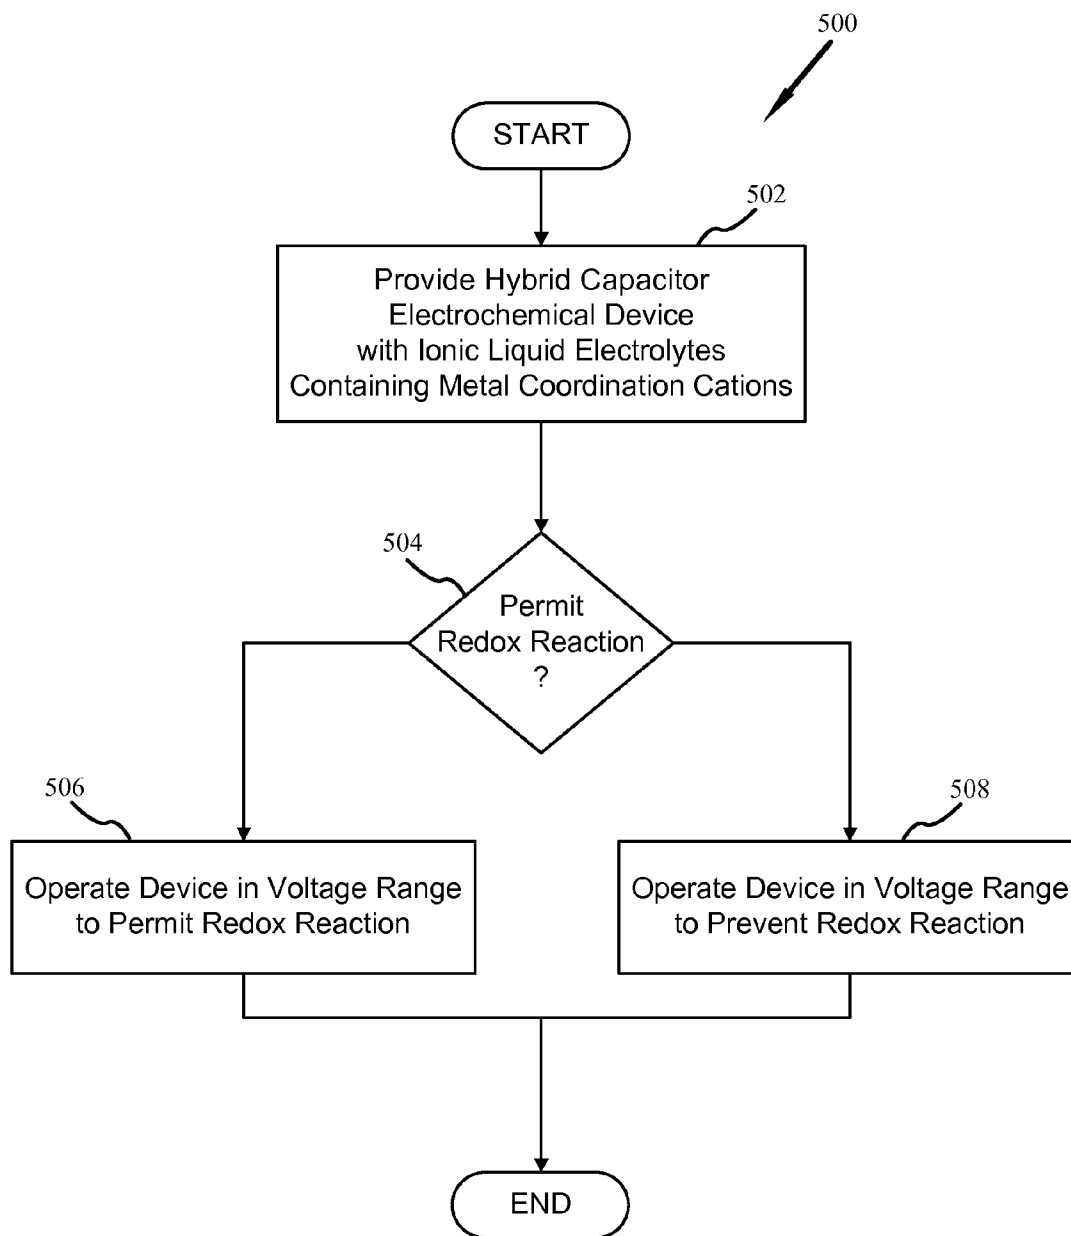 500
START
502
Provide Hybrid Capacitor
Electrochemical Device
with Ionic Liquid Electrolytes
Containing Metal Coordination Cations
504
Permit
Redox Reaction
?
506
Operate Device in Voltage Range
to Permit Redox Reaction
508
Operate Device in Voltage Range
to Prevent Redox Reaction
END